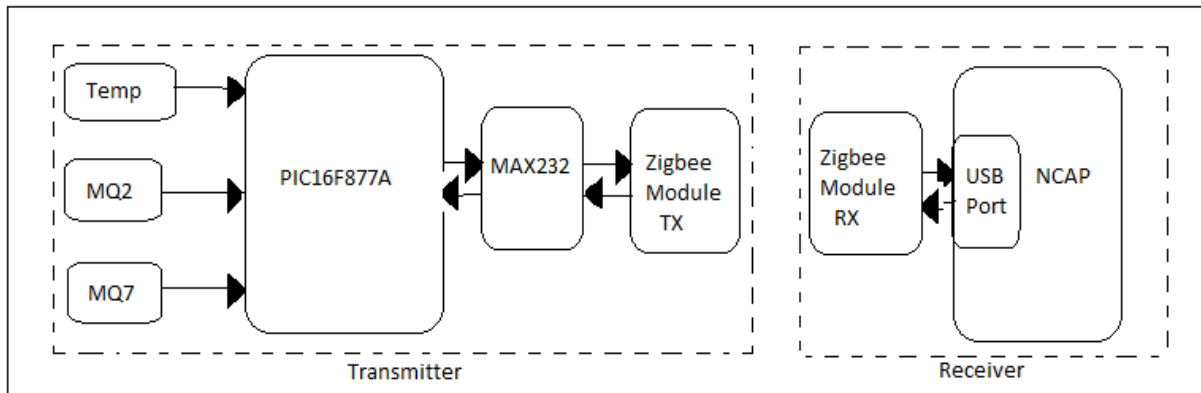 Temp
MQ2
MQ7
PIC16F877A
MAX232
Zigbee
Module
TX
Transmitter
Zigbee
Module
RX
USB
Port
NCAP
Receiver